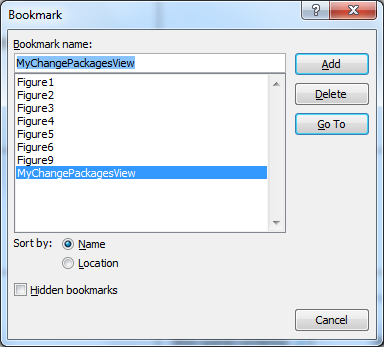 Bookmark
Bookmark name:
MyChangePackagesView
Add
Figure1
Figure2
Figure3
Figure4
Figure5
Figure6
Figure9
MyChangePackagesView
Delete
Go To
Sort by:
Name
Location
Hidden bookmarks
Cancel